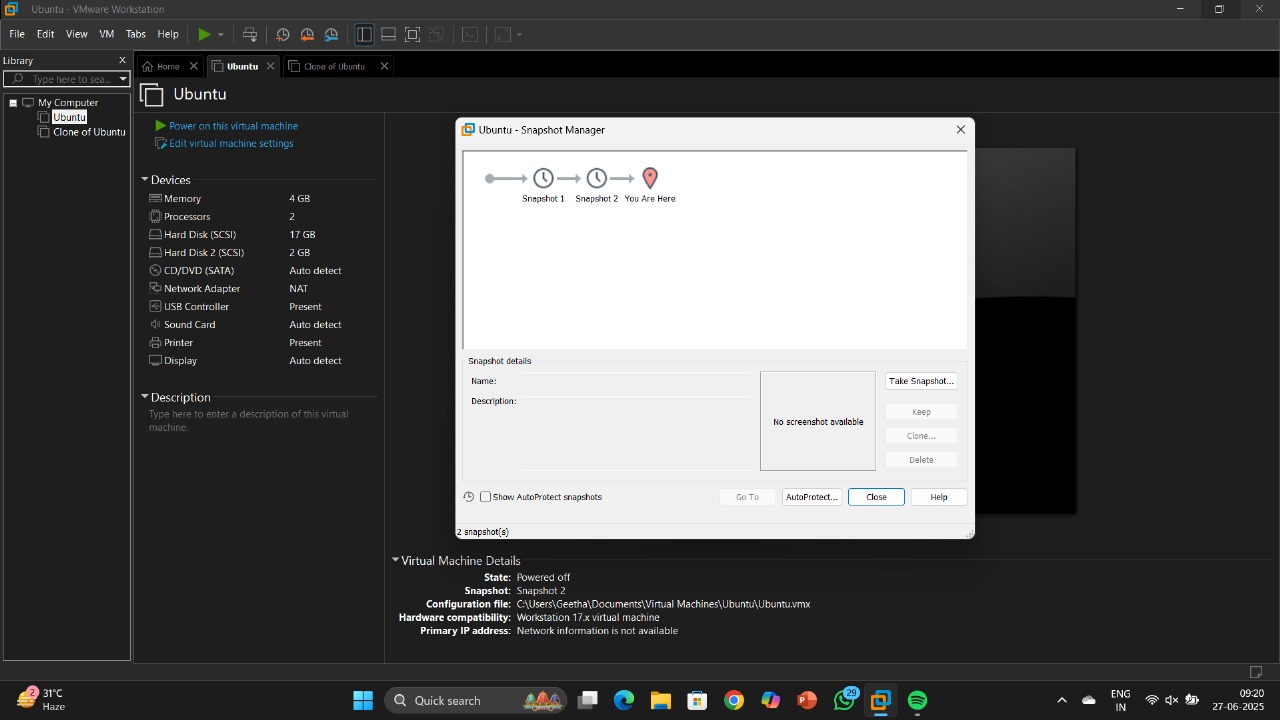 Ubuntu - VMware Workstation
File Edit View VM Tabs Help
Library
Type here to sea...
My Computer
Ubuntu
Clone of Ubuntu
Home
Ubuntu
Clone of Ubuntu
Ubuntu
Power on this virtual machine
Edit virtual machine settings
Devices
Memory 4 GB
Processors 2
Hard Disk (SCSI) 17 GB
Hard Disk 2 (SCSI) 2 GB
CD/DVD (SATA) Auto detect
Network Adapter NAT
USB Controller Present
Sound Card Auto detect
Printer Present
Display Auto detect
Description
Type here to enter a description of this virtual
machine.
Ubuntu - Snapshot Manager
Snapshot 1 Snapshot 2 You Are Here
Snapshot details
Name:
Description:
No screenshot available
Take Snapshot...
Keep
Clone...
Delete
Show AutoProtect snapshots
Go To
AutoProtect...
Close
Help
2 snapshot(s)
Virtual Machine Details
State: Powered off
Snapshot: Snapshot 2
Configuration file: C:\Users\Geetha\Documents\Virtual Machines\Ubuntu\Ubuntu.vmx
Hardware compatibility: Workstation 17.x virtual machine
Primary IP address: Network information is not available
2
31°C
Haze
Quick search
29
ENG
IN
09:20
27-06-2025